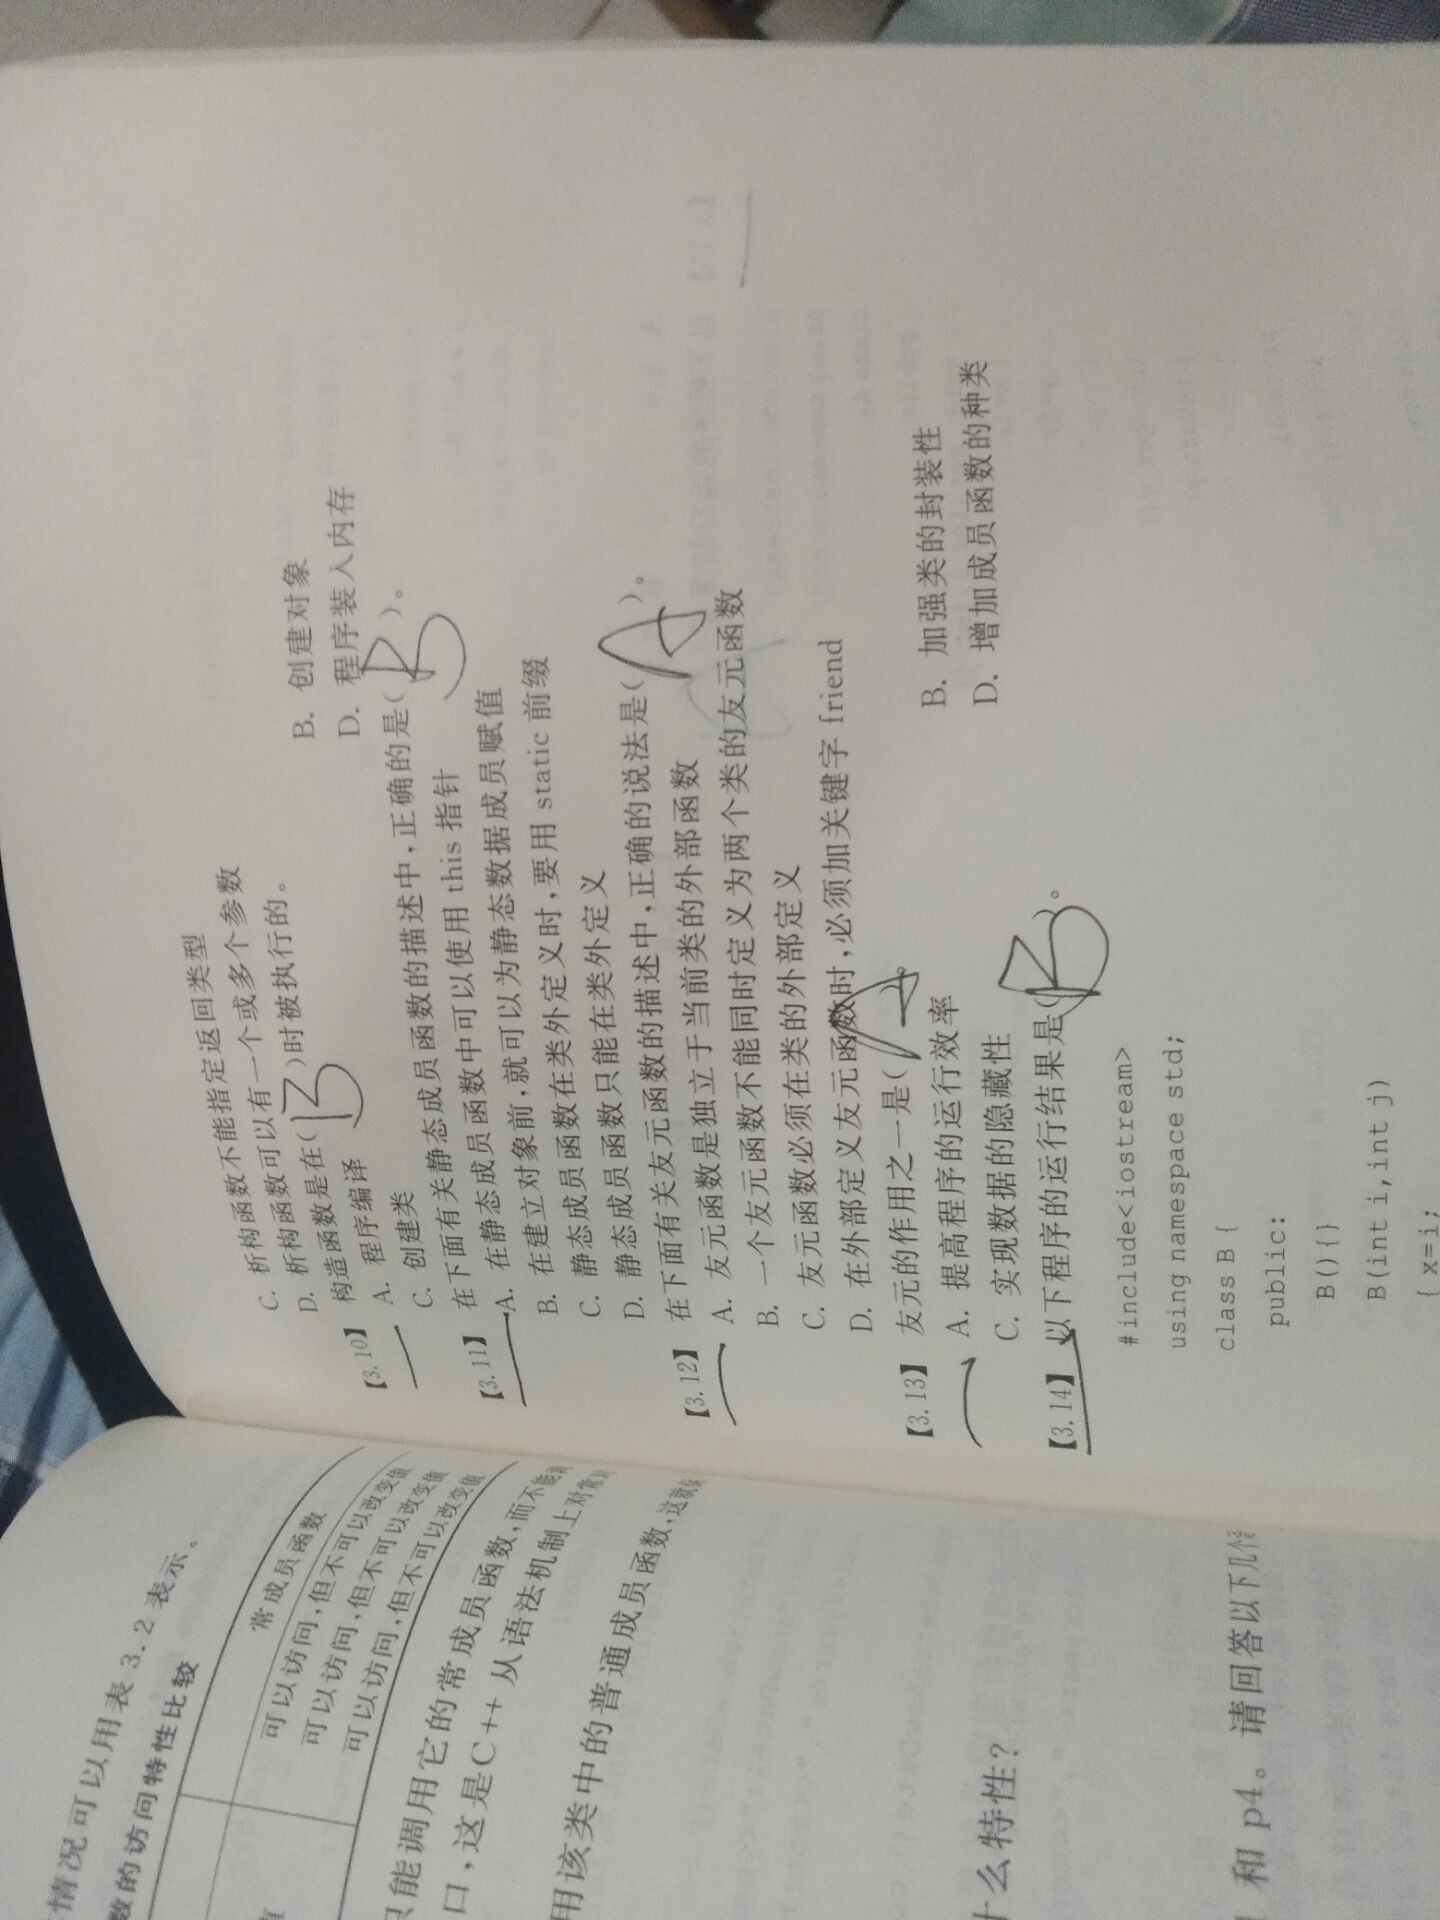 情况可以用表 3.2 表示。
数的访问特性比较
常成员函数
可以访问,但不可以改变值
可以访问,但不可以改变值
可以访问,但不可以改变值
只能调用它的常成员函数,而不能
口,这是C++ 从语法机制上对常
用该类中的普通成员函数,这就
什么特性?
和 p4。请回答以下几个
C. 析构函数不能指定返回类型
D. 析构函数可以有一个或多个参数
【3.10】 构造函数是在( B )时被执行的。
A. 程序编译 B. 创建对象
C. 创建类 D. 程序装入内存
【3.11】 在下面有关静态成员函数的描述中,正确的是( B )。
A. 在静态成员函数中可以使用 this 指针
B. 在建立对象前,就可以为静态数据成员赋值
C. 静态成员函数在类外定义时,要用 static 前缀
D. 静态成员函数只能在类外定义
【3.12】 在下面有关友元函数的描述中,正确的说法是( A )。
A. 友元函数是独立于当前类的外部函数
B. 一个友元函数不能同时定义为两个类的友元函数
C. 友元函数必须在类的外部定义
D. 在外部定义友元函数时,必须加关键字 friend
【3.13】 友元的作用之一是( A )。
A. 提高程序的运行效率 B. 加强类的封装性
C. 实现数据的隐藏性 D. 增加成员函数的种类
【3.14】 以下程序的运行结果是( B )。
#include<iostream>
using namespace std;
class B {
public:
B(){}
B(int i,int j)
{ x=i;